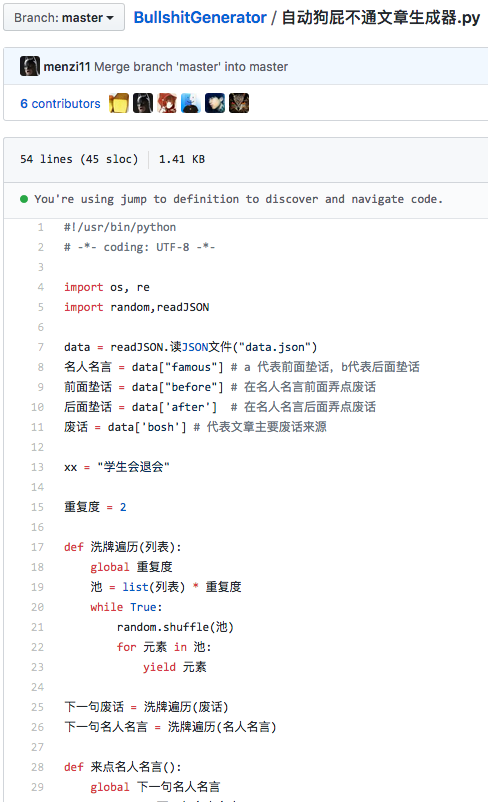 Branch: master
BullshitGenerator / 自动狗屁不通文章生成器.py
menzi11 Merge branch 'master' into master
6 contributors
54 lines (45 sloc) 1.41 KB
You're using jump to definition to discover and navigate code.
1 #!/usr/bin/python
2 # -*- coding: UTF-8 -*-
3
4 import os, re
5 import random,readJSON
6
7 data = readJSON.读JSON文件("data.json")
8 名人名言 = data["famous"] # a 代表前面垫话，b代表后面垫话
9 前面垫话 = data["before"] # 在名人名言前面弄点废话
10 后面垫话 = data['after']  # 在名人名言后面弄点废话
11 废话 = data['bosh'] # 代表文章主要废话来源
12
13 xx = "学生会退会"
14
15 重复度 = 2
16
17 def 洗牌遍历(列表):
18     global 重复度
19     池 = list(列表) * 重复度
20     while True:
21         random.shuffle(池)
22         for 元素 in 池:
23             yield 元素
24
25 下一句废话 = 洗牌遍历(废话)
26 下一句名人名言 = 洗牌遍历(名人名言)
27
28 def 来点名人名言():
29     global 下一句名人名言